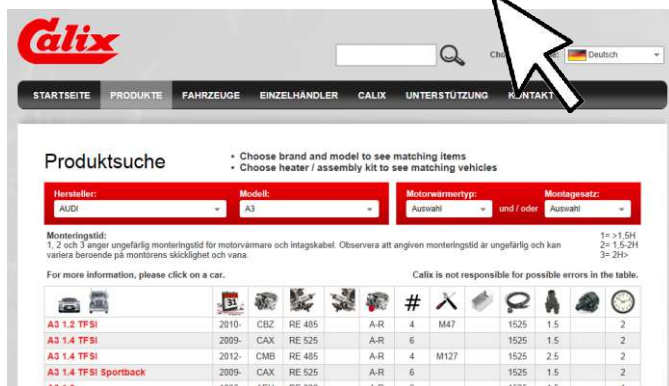 Calix
Deutsch
STARTSEITE PRODUKTE FAHRZEUGE EINZELHÄNDLER CALIX UNTERSTÜTZUNG KONTAKT
Produktsuche
• Choose brand and model to see matching items
• Choose heater / assembly kit to see matching vehicles
Hersteller: Modell: Motorwärmertyp: Montagesatz:
AUDI A3 Auswahl und / oder Auswahl
Monteringstid: 1= >1,5H
1, 2 och 3 anger ungefärlig monteringstid för motorvärmare och intagskabel. Observera att angiven monteringstid är ungefärlig och kan 2= 1,5-2H
variera beroende på montörens skicklighet och vana. 3= 2H>
For more information, please click on a car. Calix is not responsible for possible errors in the table.
31 #
A3 1.2 TFSI 2010- CBZ RE 485 A-R 4 M47 1525 1.5 2
A3 1.4 TFSI 2009- CAX RE 525 A-R 6 1525 1.5 2
A3 1.4 TFSI 2012- CMB RE 485 A-R 4 M127 1525 2.5 2
A3 1.4 TFSI Sportback 2009- CAX RE 525 A-R 6 1525 1.5 2